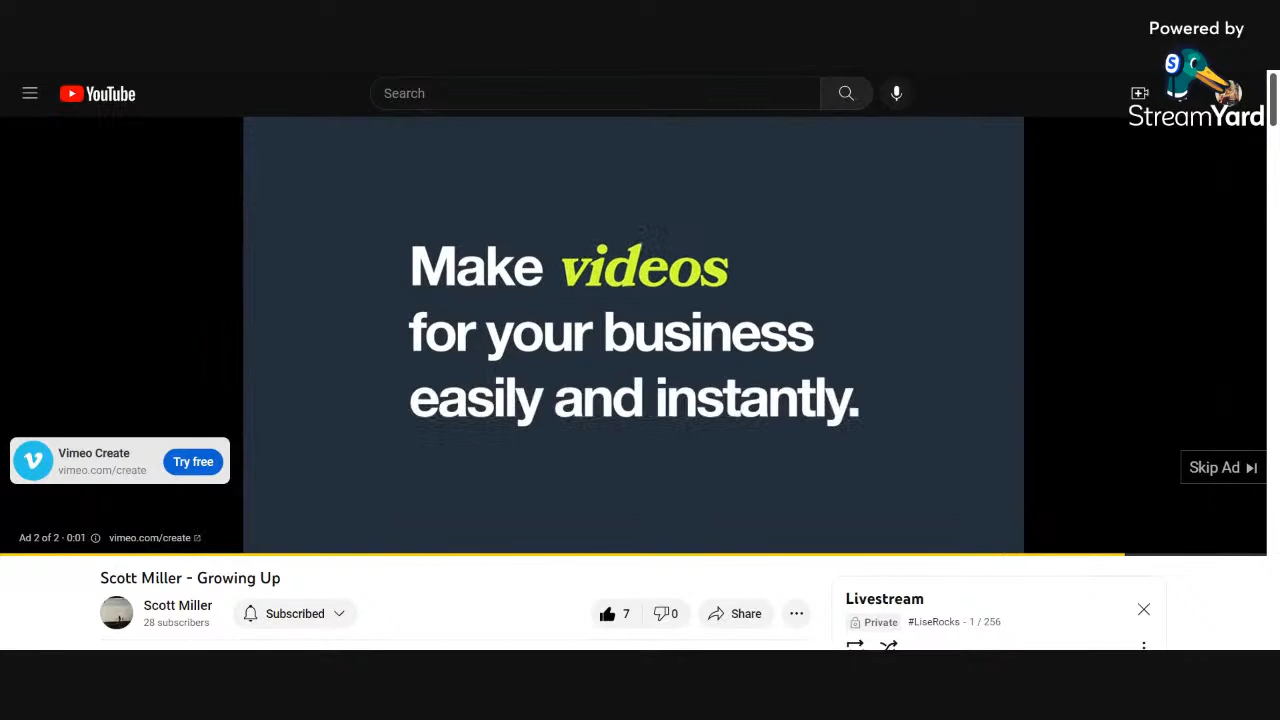 Powered by
StreamYard
YouTube
Search
Make videos
for your business
easily and instantly.
Vimeo Create
vimeo.com/create
Try free
Skip Ad
Ad 2 of 2 · 0:01
vimeo.com/create
Scott Miller - Growing Up
Scott Miller
28 subscribers
Subscribed
7
0
Share
Livestream
Private
#LiseRocks - 1 / 256